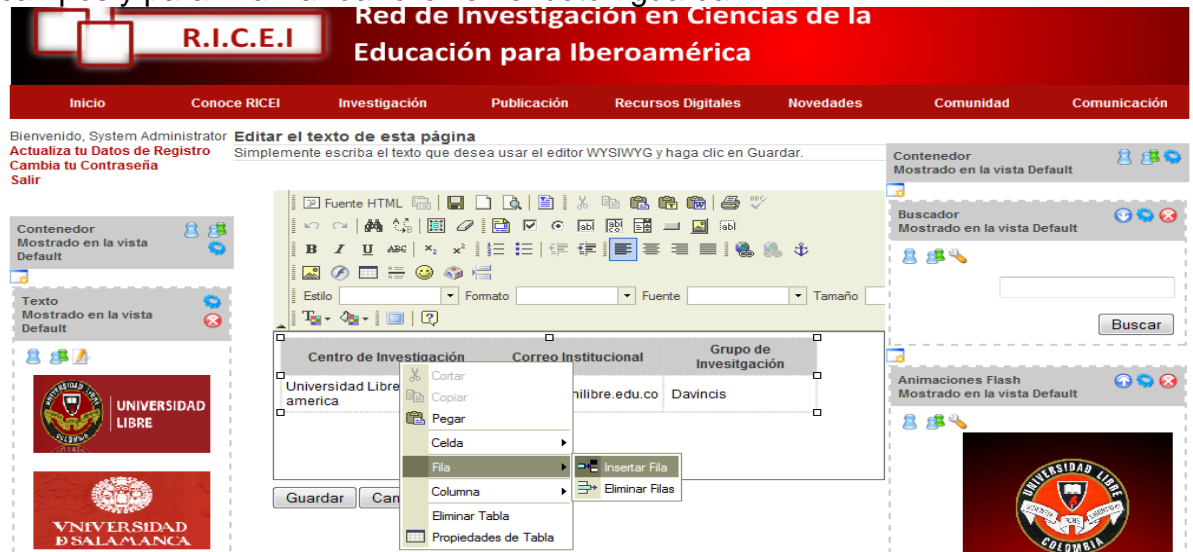 R.I.C.E.I
Red de Investigación en Ciencias de la
Educación para Iberoamérica
Inicio Conoce RICEI Investigación Publicación Recursos Digitales Novedades Comunidad Comunicación
Bienvenido, System Administrator
Actualiza tu Datos de Registro
Cambia tu Contraseña
Salir
Contenedor
Mostrado en la vista
Default
Texto
Mostrado en la vista
Default
UNIVERSIDAD
LIBRE
VNIVERSIDAD
D SALAMANCA
Editar el texto de esta página
Simplemente escriba el texto que desea usar el editor WYSIWYG y haga clic en Guardar.
Fuente HTML
Estilo Formato Fuente Tamaño
Centro de Investigación Correo Institucional Grupo de
Invesitgación
Universidad Libre nilibre.edu.co Davincis
america
Cortar
Copiar
Pegar
Celda
Fila
Columna
Eliminar Tabla
Propiedades de Tabla
Insertar Fila
Eliminar Filas
Guardar Can
Contenedor
Mostrado en la vista Default
Buscador
Mostrado en la vista Default
Buscar
Animaciones Flash
Mostrado en la vista Default